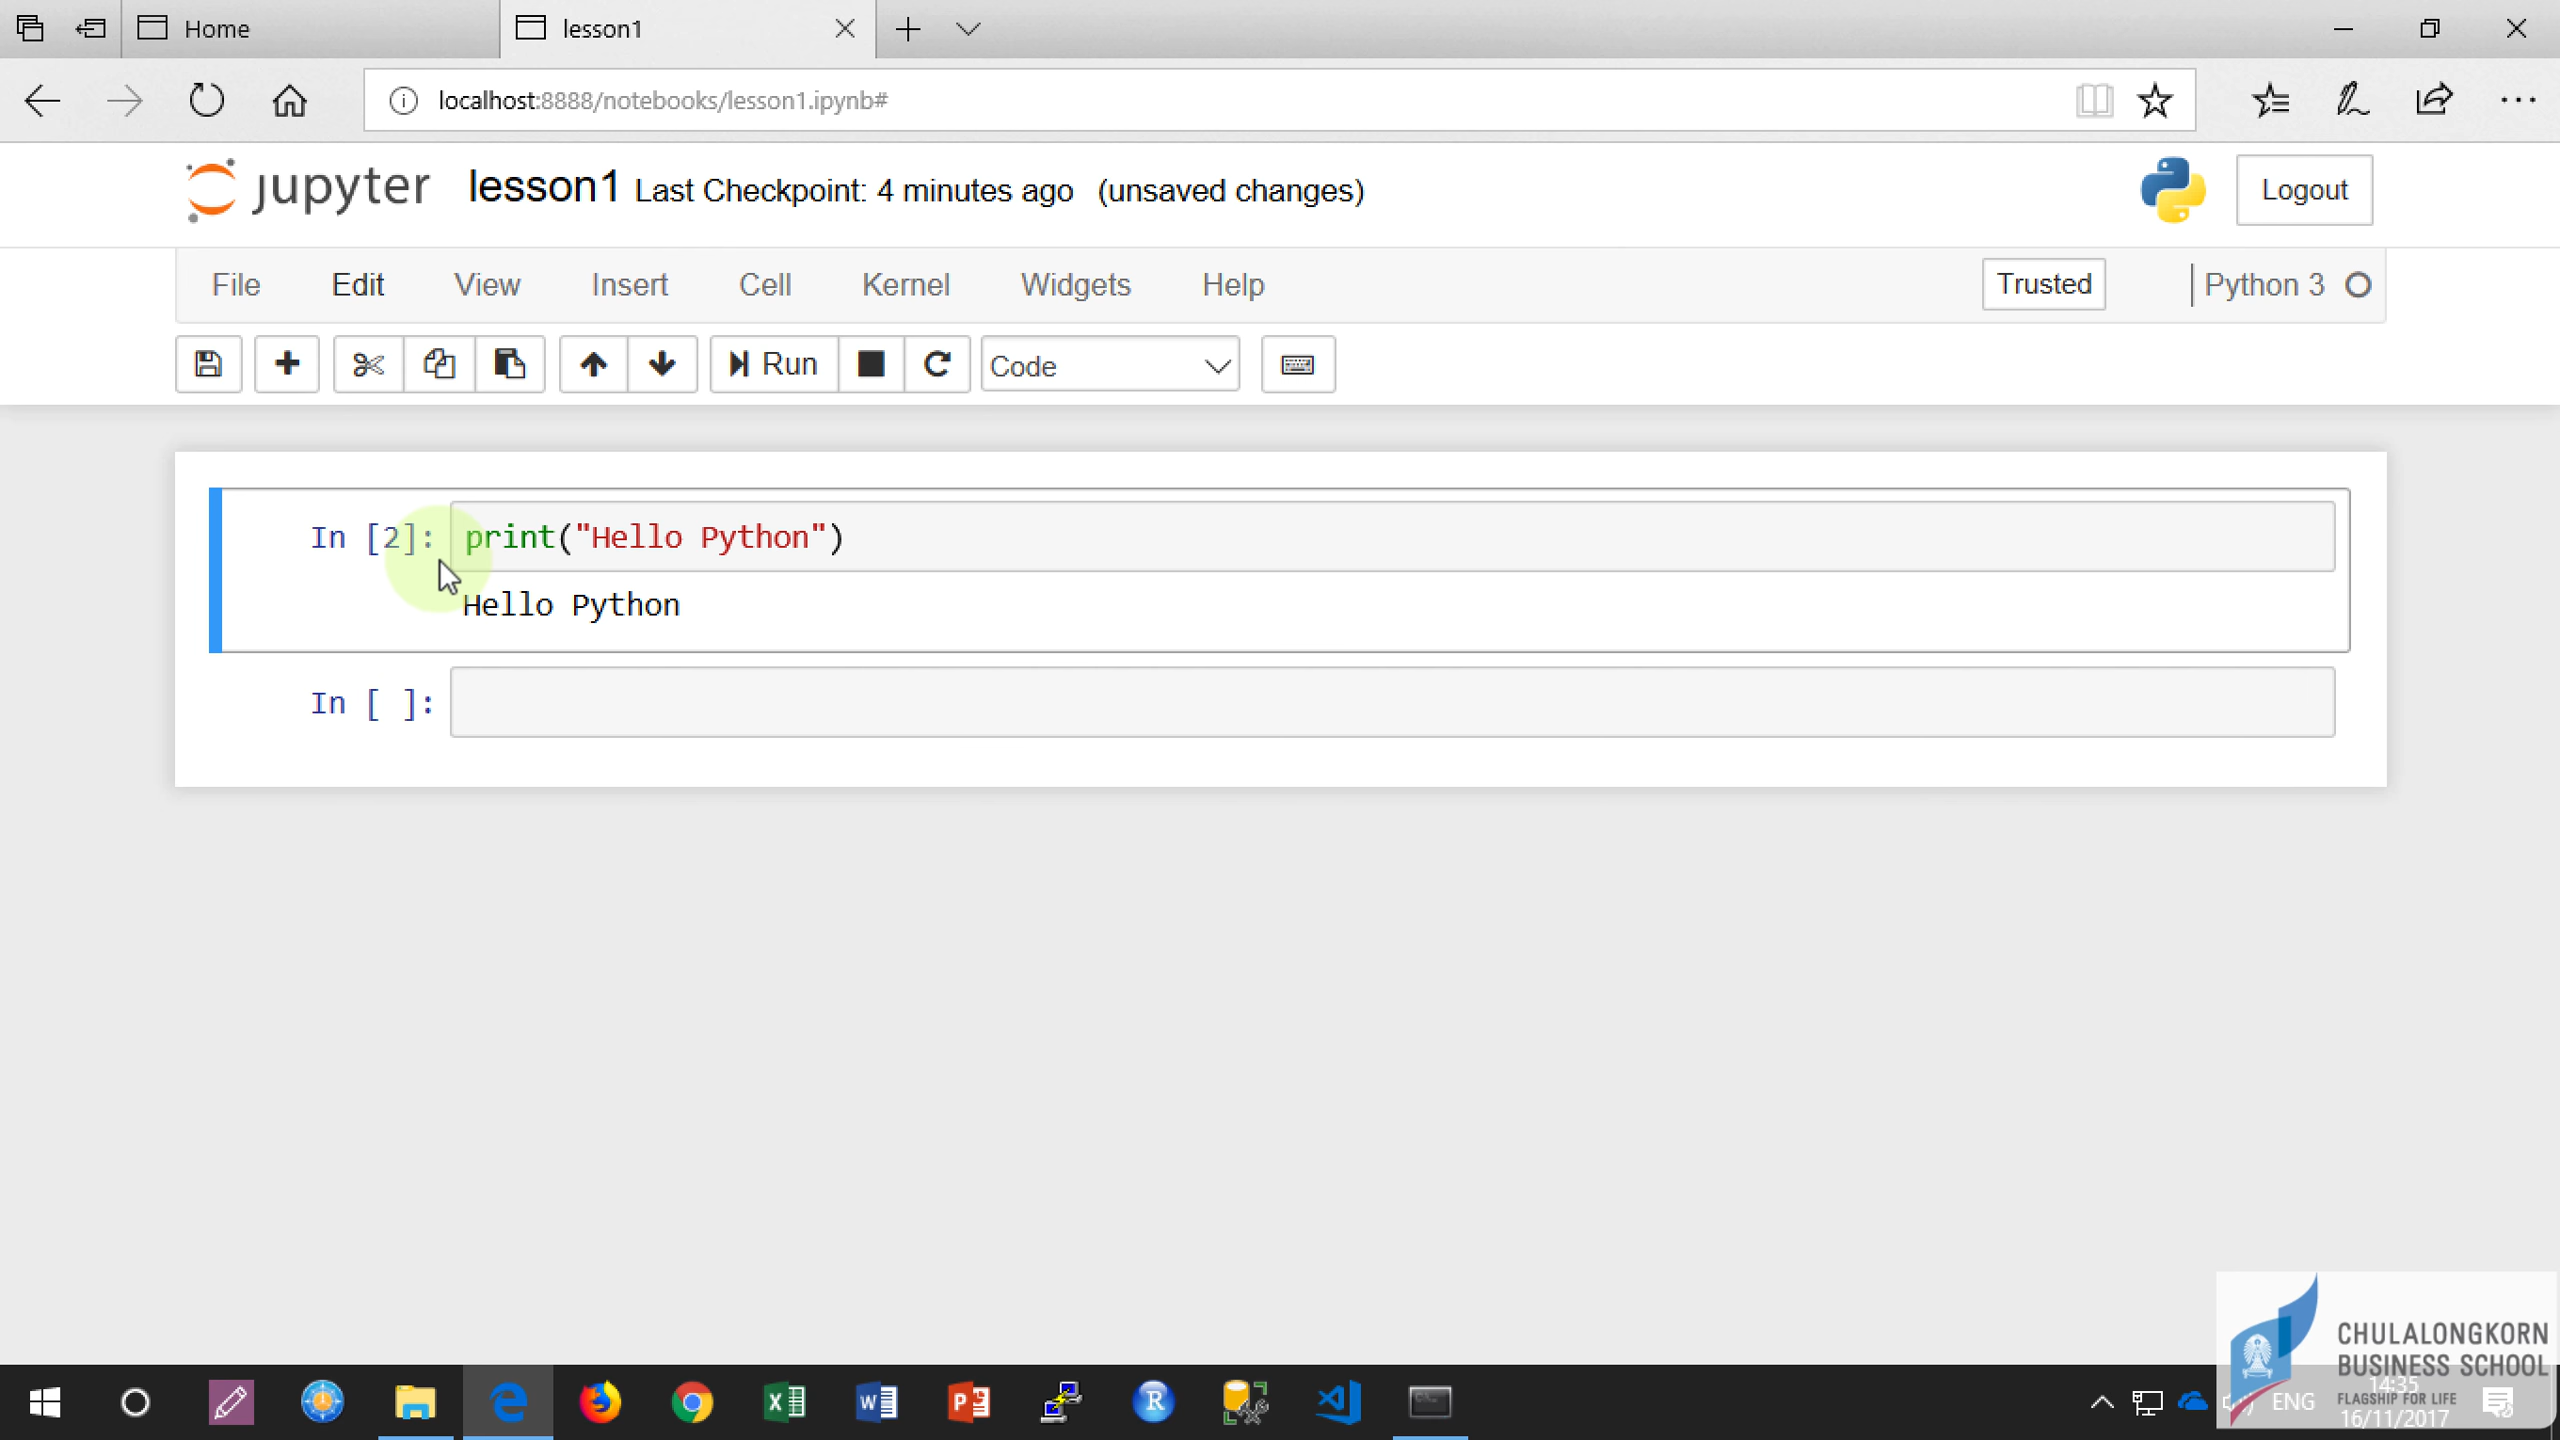 Home
lesson1
localhost:8888/notebooks/lesson1.ipynb#
jupyter lesson1 Last Checkpoint: 4 minutes ago (unsaved changes)
Logout
File Edit View Insert Cell Kernel Widgets Help
Trusted
Python 3
Run
Code
In [2]: print("Hello Python")
Hello Python
In [ ]:
CHULALONGKORN
BUSINESS SCHOOL
FLAGSHIP FOR LIFE
ENG
14:35
16/11/2017